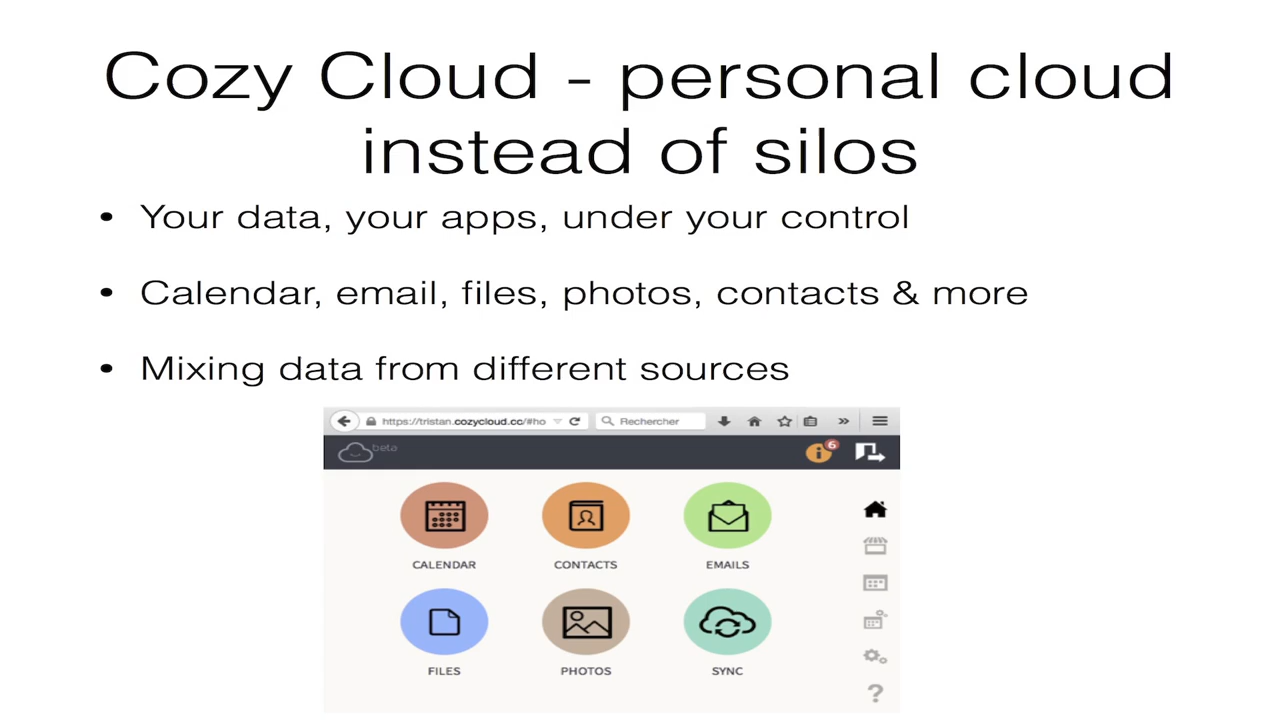 Cozy Cloud - personal cloud
instead of silos
• Your data, your apps, under your control
• Calendar, email, files, photos, contacts & more
• Mixing data from different sources
https://tristan.cozycloud.cc/#ho
Rechercher
beta
6
CALENDAR
CONTACTS
EMAILS
FILES
PHOTOS
SYNC
?